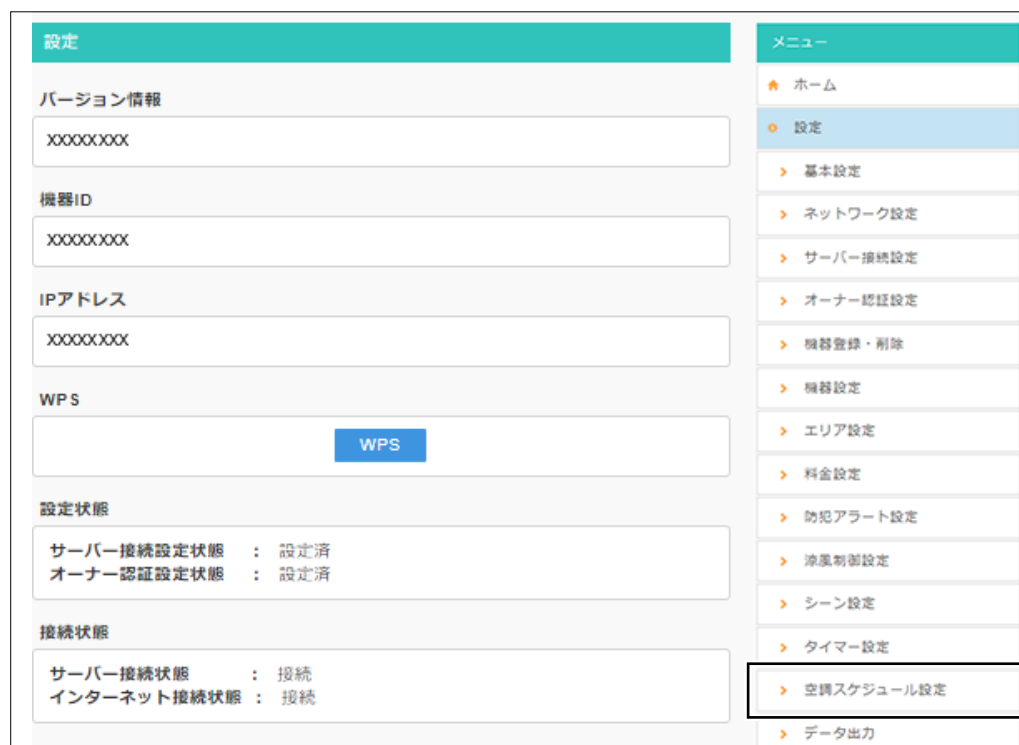 設定
バージョン情報
XXXXXXXX
機器ID
XXXXXXXX
IPアドレス
XXXXXXXX
WPS
WPS
設定状態
サーバー接続設定状態 : 設定済
オーナー認証設定状態 : 設定済
接続状態
サーバー接続状態 : 接続
インターネット接続状態 : 接続
メニュー
ホーム
設定
基本設定
ネットワーク設定
サーバー接続設定
オーナー認証設定
機器登録・削除
機器設定
エリア設定
料金設定
防犯アラート設定
涼風制御設定
シーン設定
タイマー設定
空調スケジュール設定
データ出力